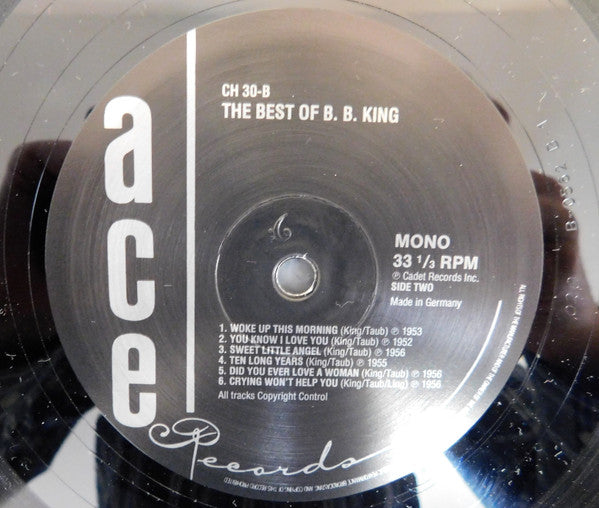 ace
Records
CH 30-B
THE BEST OF B. B. KING
MONO
33 1/3 RPM
℗ Cadet Records Inc.
SIDE TWO
Made in Germany
1. WOKE UP THIS MORNING (King/Taub) ℗ 1953
2. YOU KNOW I LOVE YOU (King/Taub) ℗ 1952
3. SWEET LITTLE ANGEL (King/Taub) ℗ 1956
4. TEN LONG YEARS (King/Taub) ℗ 1955
5. DID YOU EVER LOVE A WOMAN (King/Taub) ℗ 1956
6. CRYING WON'T HELP YOU (King/Taub/Ling) ℗ 1956
All tracks Copyright Control